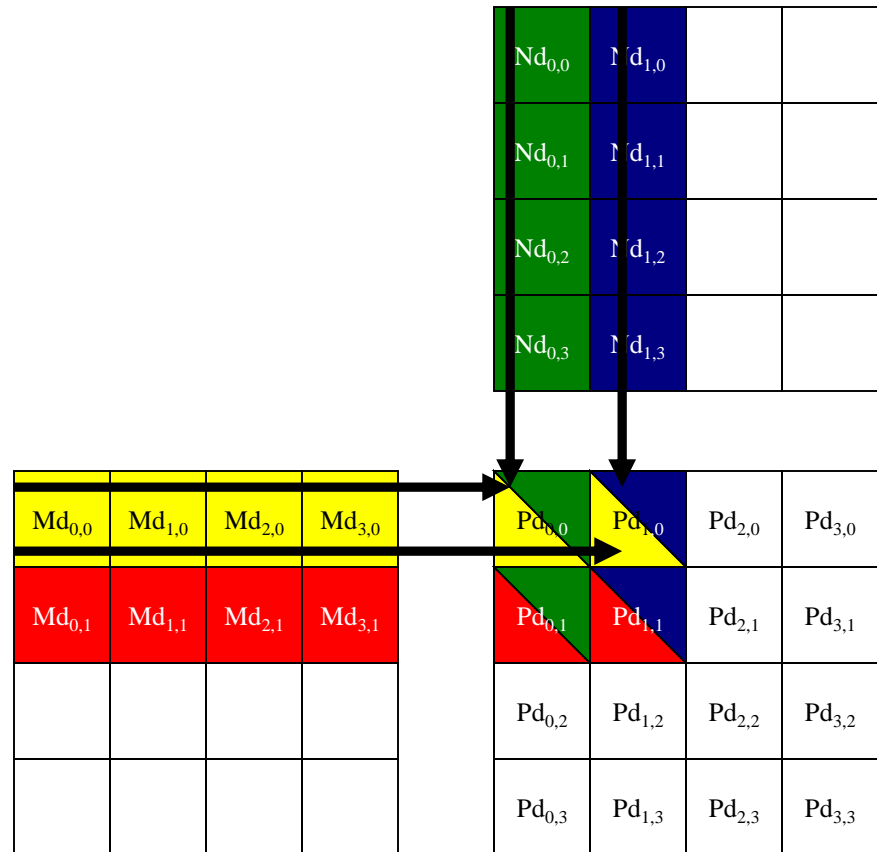 Nd0,0 Nd1,0
Nd0,1 Nd1,1
Nd0,2 Nd1,2
Nd0,3 Nd1,3
Md0,0 Md1,0 Md2,0 Md3,0 Pd0,0 Pd1,0 Pd2,0 Pd3,0
Md0,1 Md1,1 Md2,1 Md3,1 Pd0,1 Pd1,1 Pd2,1 Pd3,1
Pd0,2 Pd1,2 Pd2,2 Pd3,2
Pd0,3 Pd1,3 Pd2,3 Pd3,3